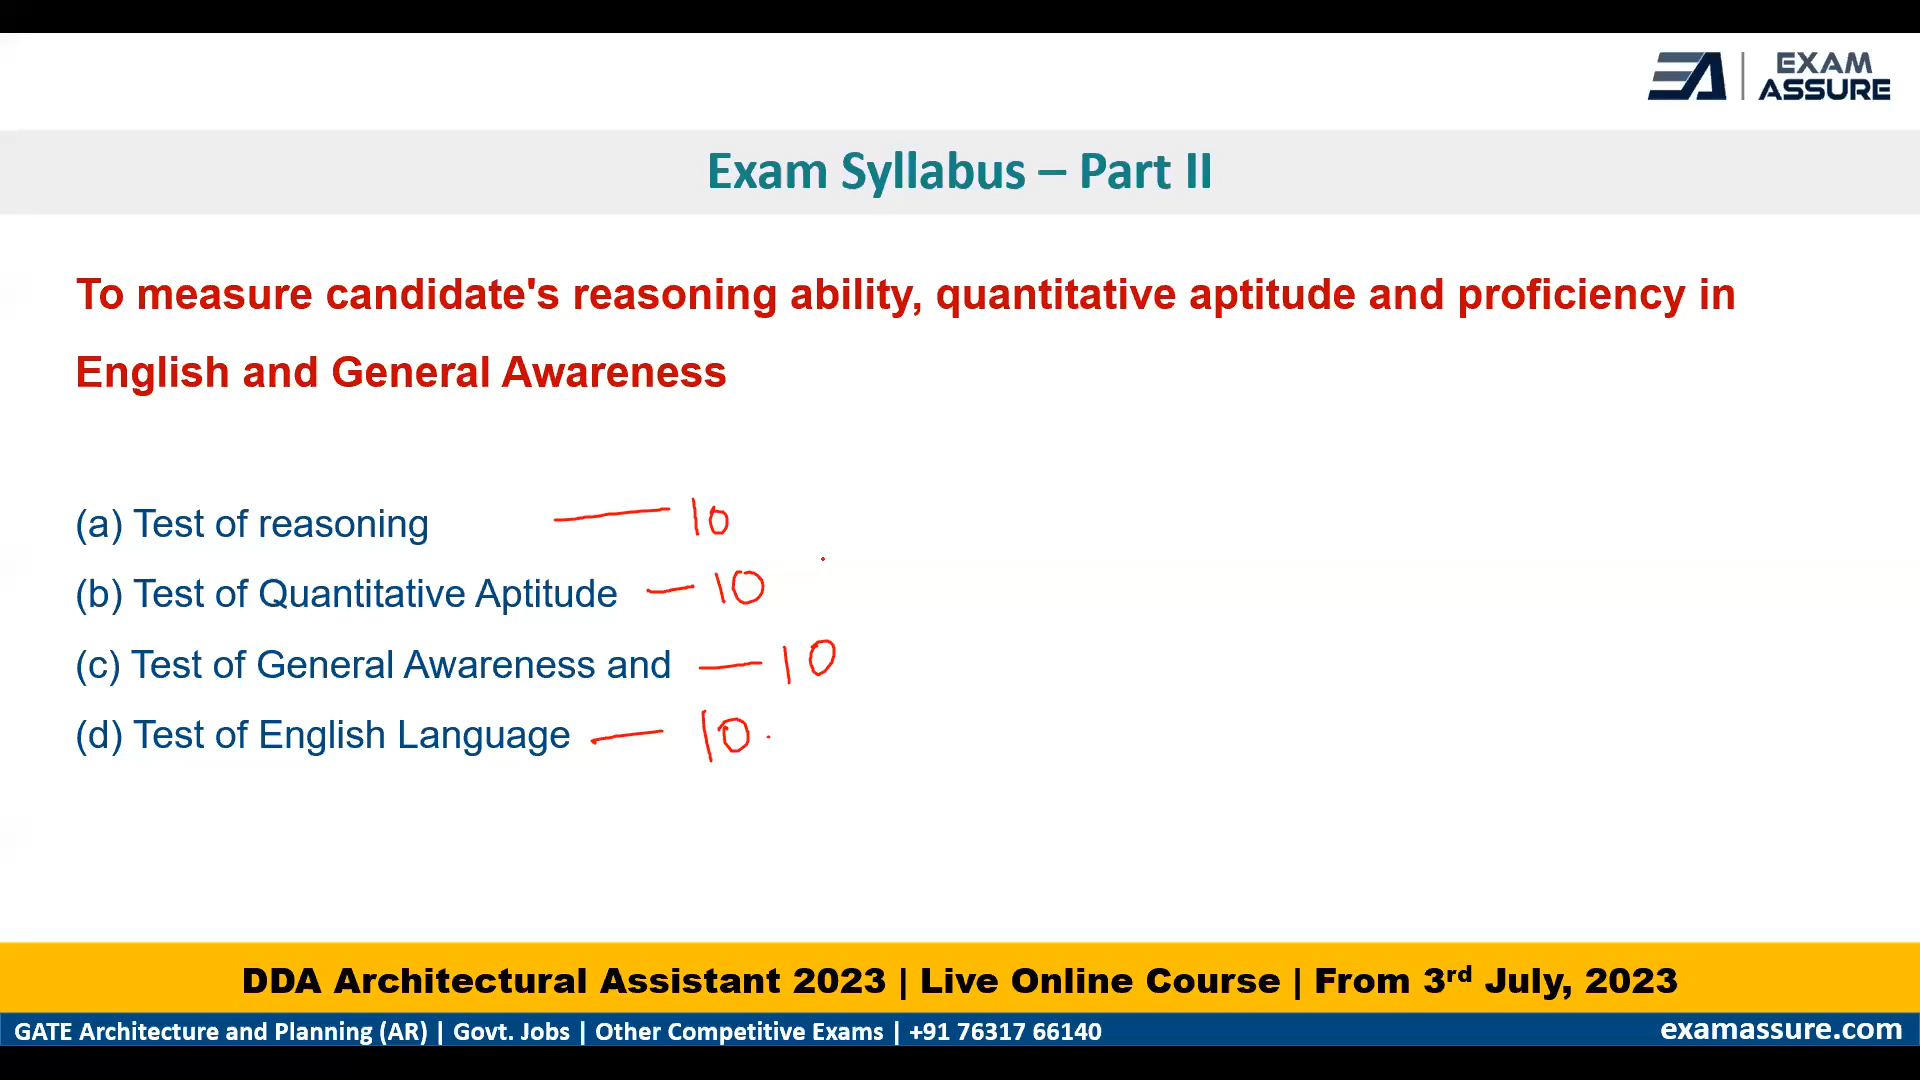 EXAM
ASSURE
Exam Syllabus – Part II
To measure candidate's reasoning ability, quantitative aptitude and proficiency in
English and General Awareness
(a) Test of reasoning — 10
(b) Test of Quantitative Aptitude — 10
(c) Test of General Awareness and — 10
(d) Test of English Language — 10
DDA Architectural Assistant 2023 | Live Online Course | From 3rd July, 2023
GATE Architecture and Planning (AR) | Govt. Jobs | Other Competitive Exams | +91 76317 66140
examassure.com